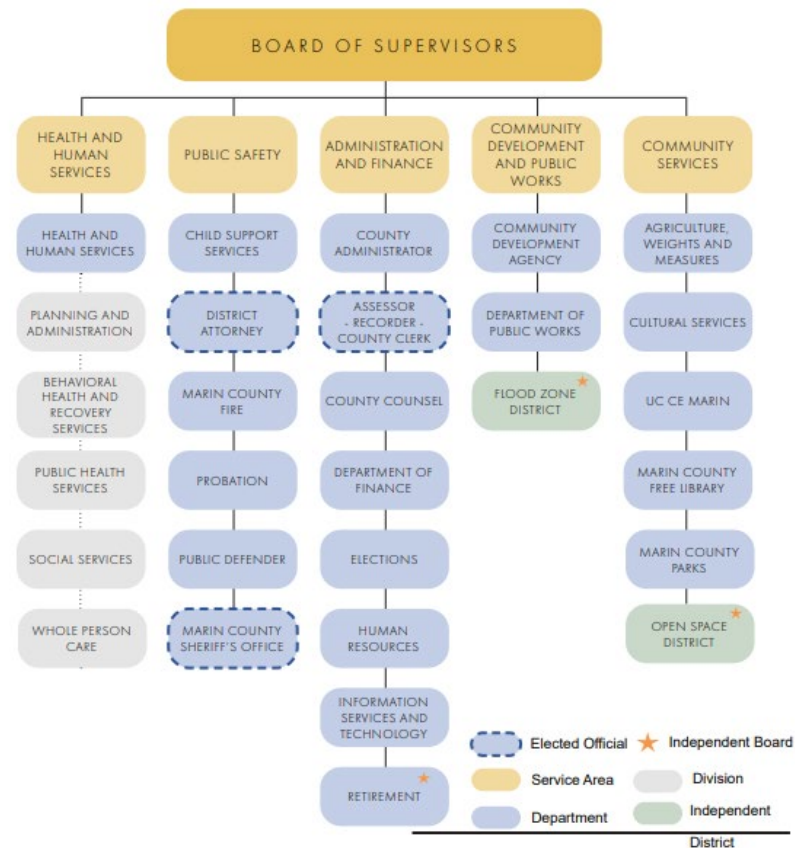 BOARD OF SUPERVISORS
HEALTH AND
HUMAN
SERVICES
PUBLIC SAFETY
ADMINISTRATION
AND FINANCE
COMMUNITY
DEVELOPMENT
AND PUBLIC
WORKS
COMMUNITY
SERVICES
HEALTH AND
HUMAN SERVICES
CHILD SUPPORT
SERVICES
COUNTY
ADMINISTRATOR
COMMUNITY
DEVELOPMENT
AGENCY
AGRICULTURE,
WEIGHTS AND
MEASURES
PLANNING AND
ADMINISTRATION
DISTRICT
ATTORNEY
ASSESSOR
- RECORDER -
COUNTY CLERK
DEPARTMENT OF
PUBLIC WORKS
CULTURAL SERVICES
BEHAVIORAL
HEALTH AND
RECOVERY
SERVICES
MARIN COUNTY
FIRE
COUNTY COUNSEL
FLOOD ZONE
DISTRICT
UC CE MARIN
PUBLIC HEALTH
SERVICES
PROBATION
DEPARTMENT OF
FINANCE
MARIN COUNTY
FREE LIBRARY
SOCIAL SERVICES
PUBLIC DEFENDER
ELECTIONS
MARIN COUNTY
PARKS
WHOLE PERSON
CARE
MARIN COUNTY
SHERIFF'S OFFICE
HUMAN
RESOURCES
OPEN SPACE
DISTRICT
INFORMATION
SERVICES AND
TECHNOLOGY
RETIREMENT
Elected Official
Independent Board
Service Area
Division
Department
Independent
District